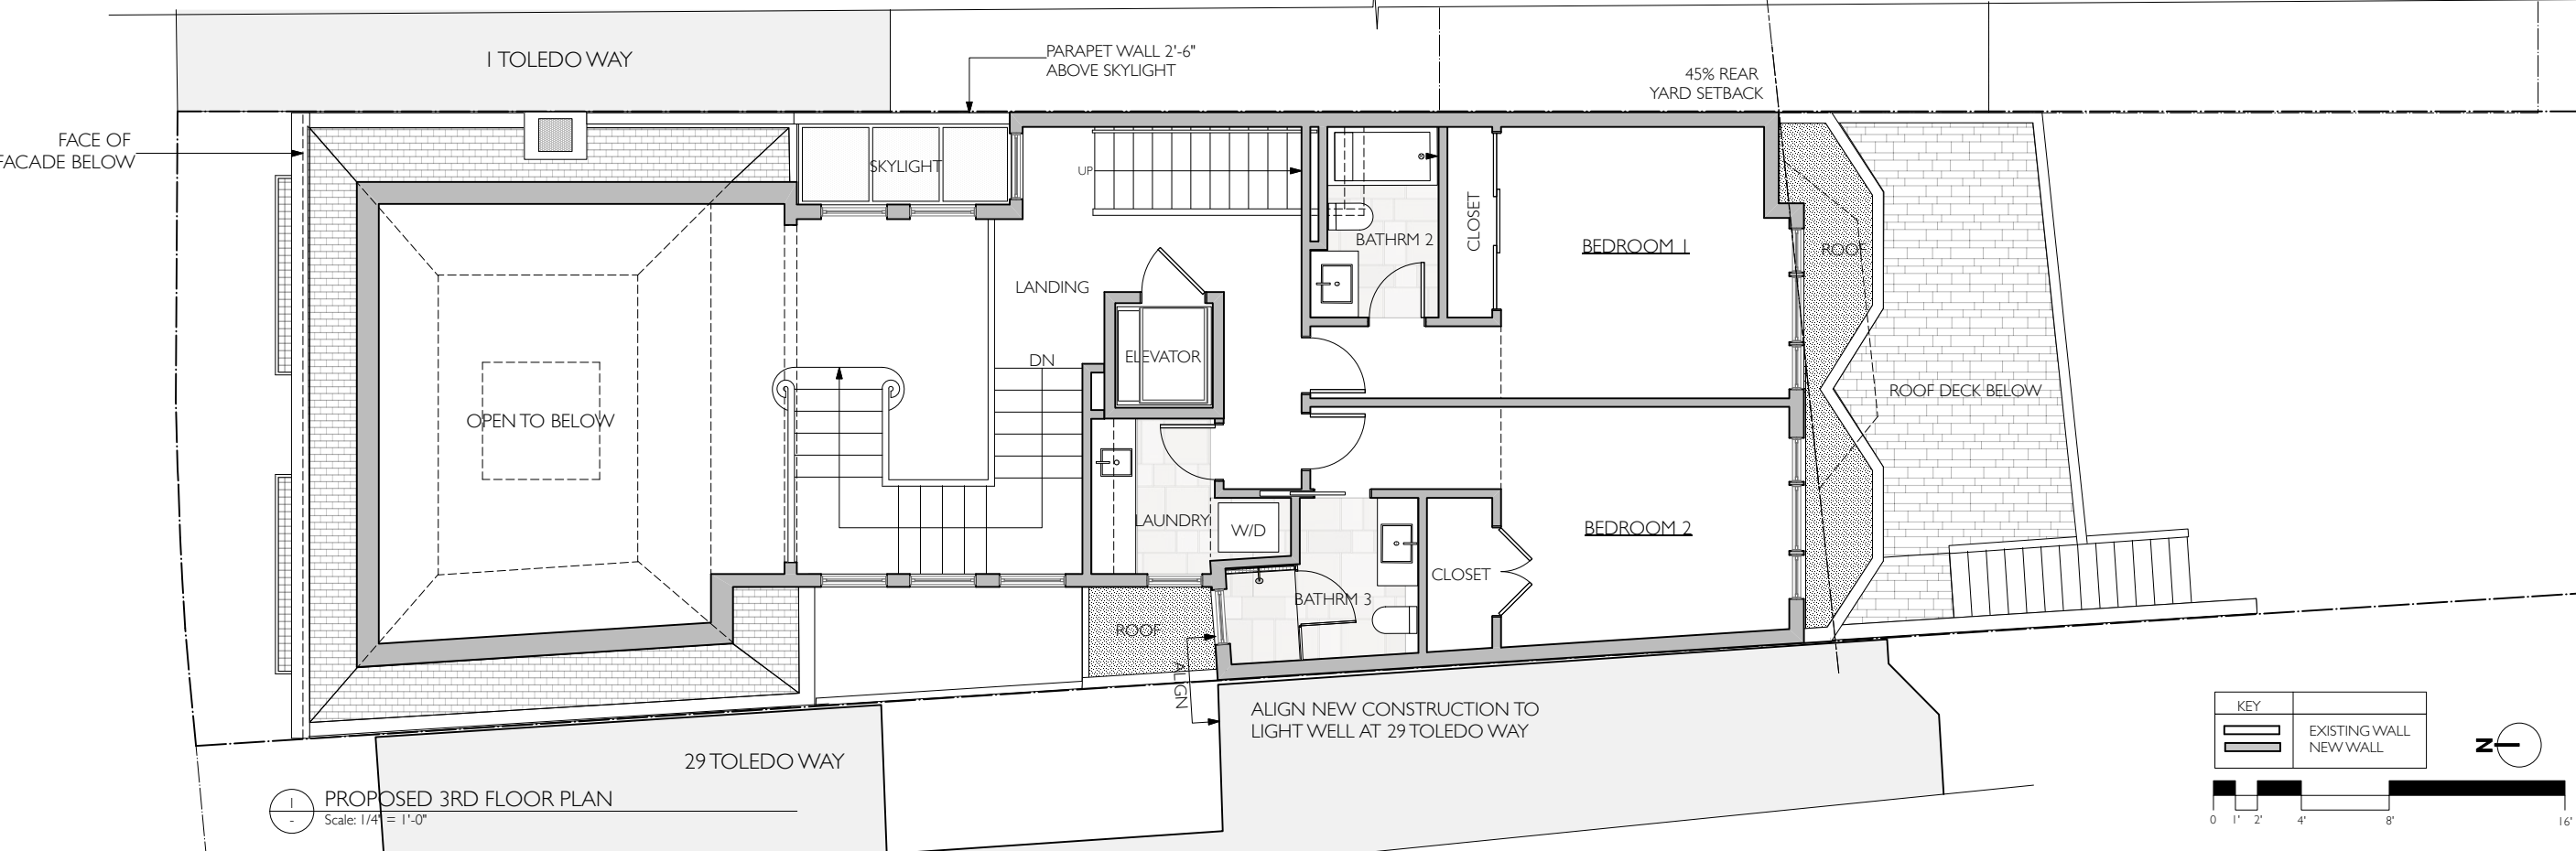 1 TOLEDO WAY
PARAPET WALL 2'-6"
ABOVE SKYLIGHT
45% REAR
YARD SETBACK
FACE OF
FACADE BELOW
SKYLIGHT
UP
CLOSET
BATHRM 2
BEDROOM 1
ROOF
LANDING
ELEVATOR
DN
ROOF DECK BELOW
OPEN TO BELOW
LAUNDRY
W/D
BEDROOM 2
CLOSET
BATHRM 3
ROOF
ALIGN
ALIGN NEW CONSTRUCTION TO
LIGHT WELL AT 29 TOLEDO WAY
29 TOLEDO WAY
1
-
PROPOSED 3RD FLOOR PLAN
Scale: 1/4" = 1'-0"
KEY
EXISTING WALL
NEW WALL
N
0 1' 2' 4' 8' 16'